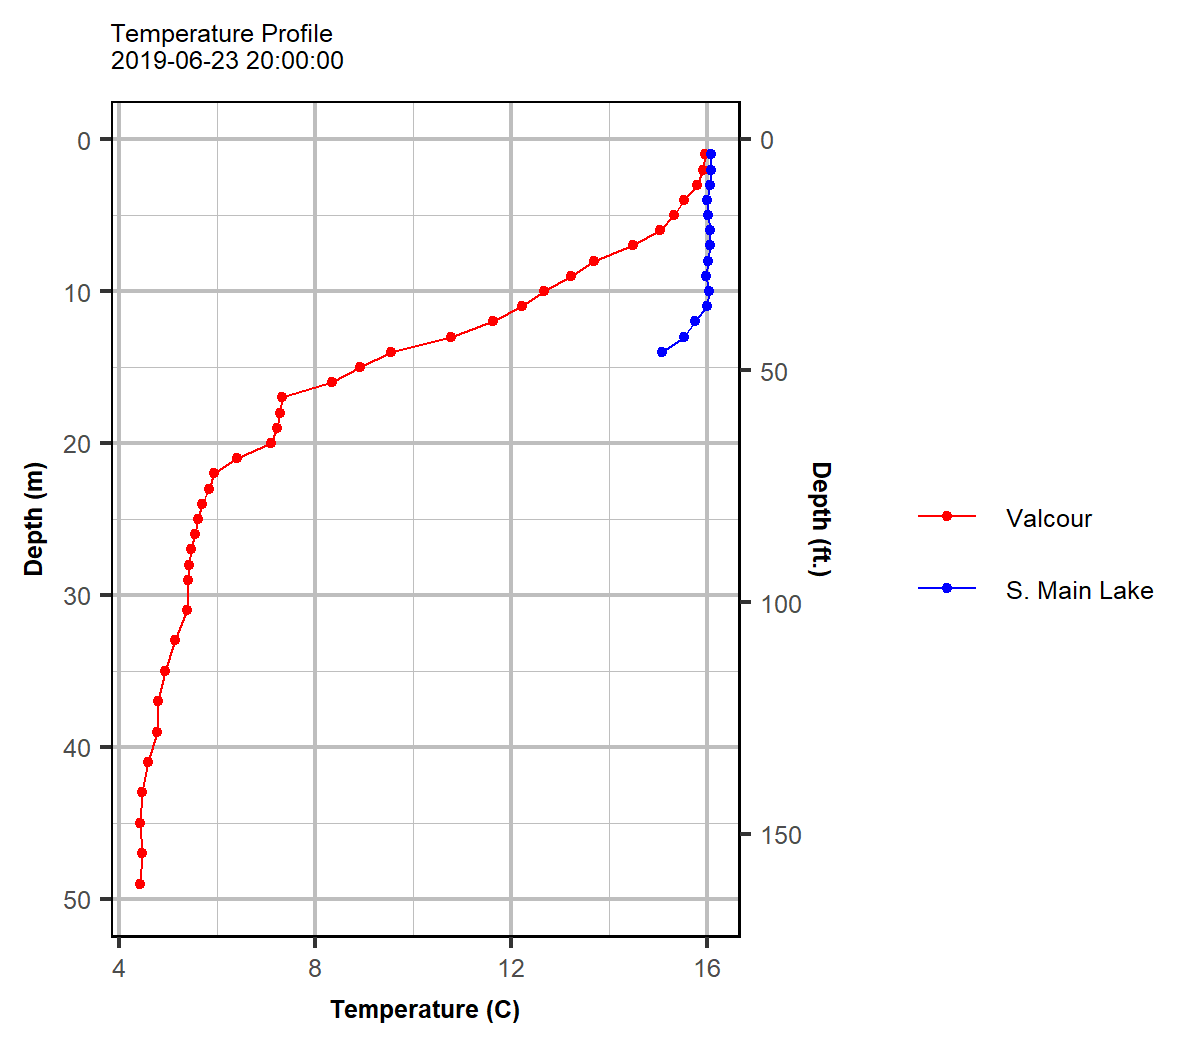 Temperature Profile
2019-06-23 20:00:00
0
10
20
30
40
50
Depth (m)
0
50
100
150
Depth (ft.)
4
8
12
16
Temperature (C)
Valcour
S. Main Lake